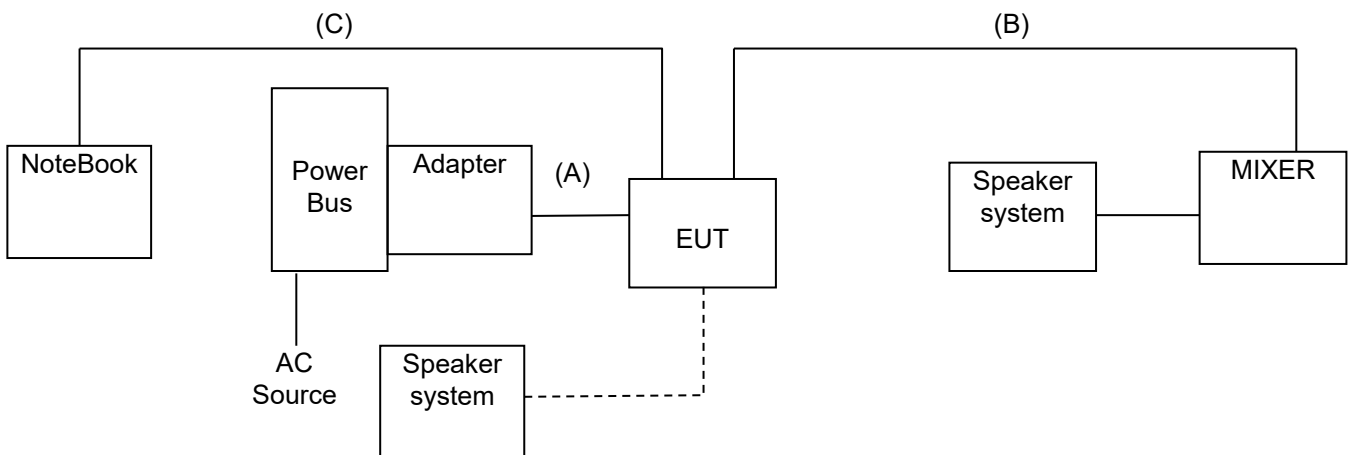 (C)
(B)
NoteBook
Power
Bus
Adapter
(A)
EUT
Speaker
system
MIXER
AC
Source
Speaker
system